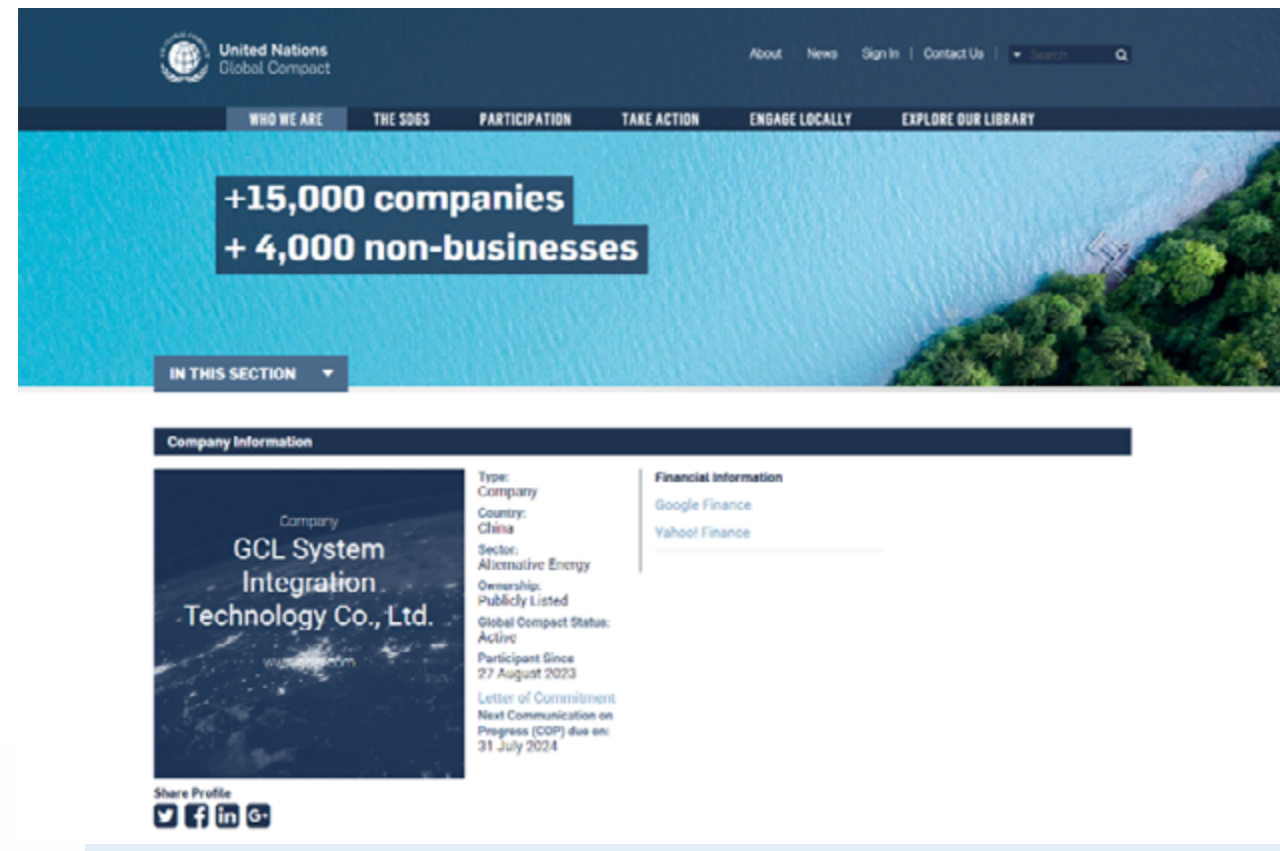 United Nations
Global Compact
About
News
Sign In
Contact Us
Search
WHO WE ARE
THE SDGS
PARTICIPATION
TAKE ACTION
ENGAGE LOCALLY
EXPLORE OUR LIBRARY
+15,000 companies
+ 4,000 non-businesses
IN THIS SECTION
Company Information
Company
GCL System
Integration
Technology Co., Ltd.
Type:
Company
Country:
China
Sector:
Alternative Energy
Ownership:
Publicly Listed
Global Compact Status:
Active
Participant Since
27 August 2023
Letter of Commitment
Next Communication on
Progress (COP) due on:
31 July 2024
Financial Information
Google Finance
Yahoo! Finance
Share Profile